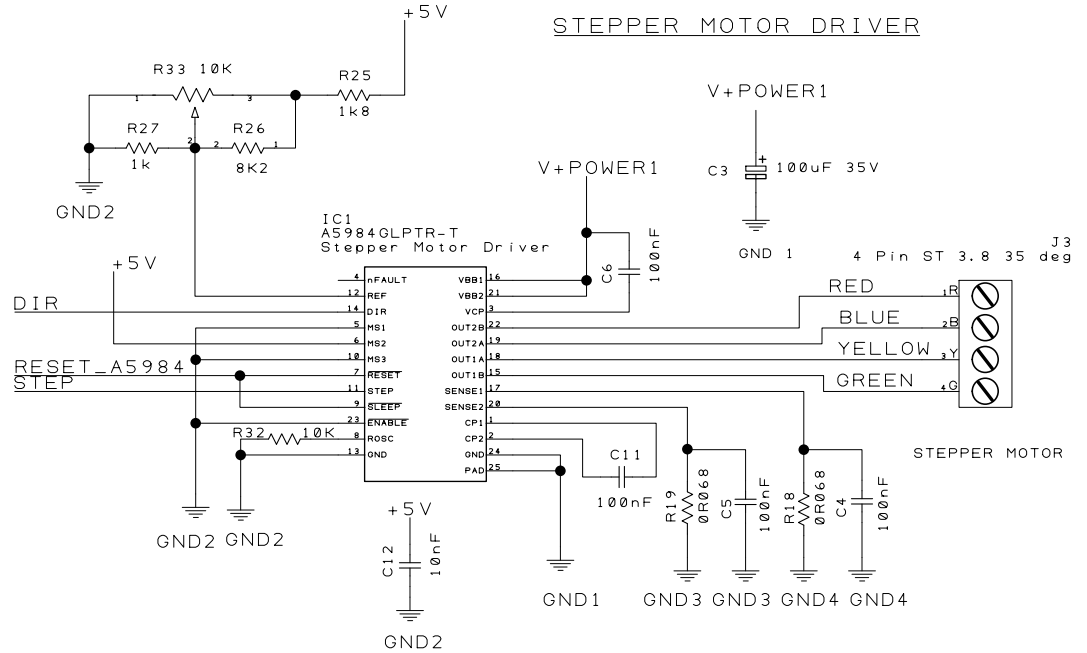 STEPPER MOTOR DRIVER
+5V
R33 10K
1
3
R25
1k8
R27
1k
2
2
R26
1
8K2
GND2
V+POWER1
C3
+
100uF 35V
GND 1
V+POWER1
C6
100nF
IC1
A5984GLPTR-T
Stepper Motor Driver
+5V
DIR
RESET_A5984
STEP
4 nFAULT
12 REF
14 DIR
5 MS1
6 MS2
10 MS3
7 RESET
11 STEP
9 SLEEP
23 ENABLE
8 ROSC
13 GND
VBB1 16
VBB2 21
VCP 3
OUT2B 22
OUT2A 19
OUT1A 18
OUT1B 15
SENSE1 17
SENSE2 20
CP1 1
CP2 2
GND 24
PAD 25
R32 10K
GND2
GND2
+5V
C12
10nF
GND2
C11
100nF
GND1
R19
0R068
C5
100nF
R18
0R068
C4
100nF
GND3
GND3
GND4
GND4
J3
4 Pin ST 3.8 35 deg
RED
1 R
BLUE
2 B
YELLOW
3 Y
GREEN
4 G
STEPPER MOTOR